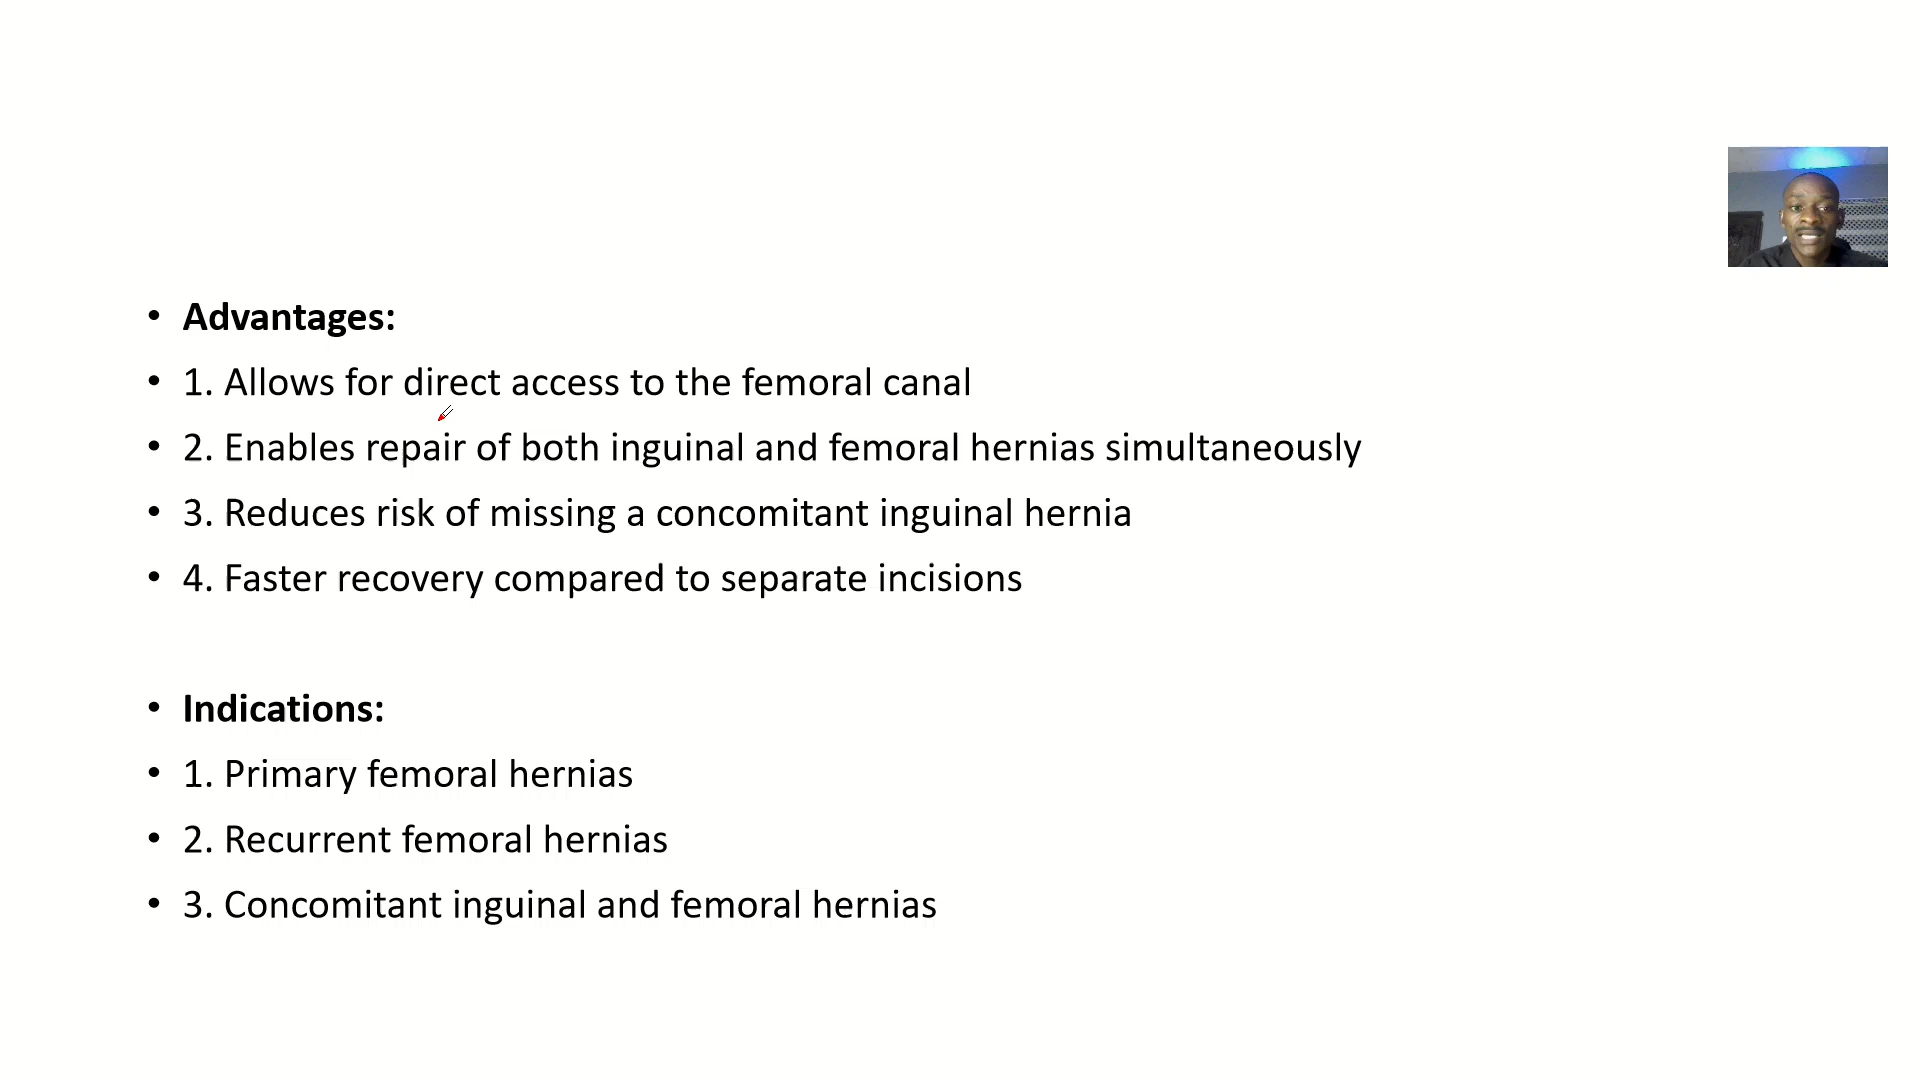 • Advantages:
• 1. Allows for direct access to the femoral canal
• 2. Enables repair of both inguinal and femoral hernias simultaneously
• 3. Reduces risk of missing a concomitant inguinal hernia
• 4. Faster recovery compared to separate incisions
• Indications:
• 1. Primary femoral hernias
• 2. Recurrent femoral hernias
• 3. Concomitant inguinal and femoral hernias